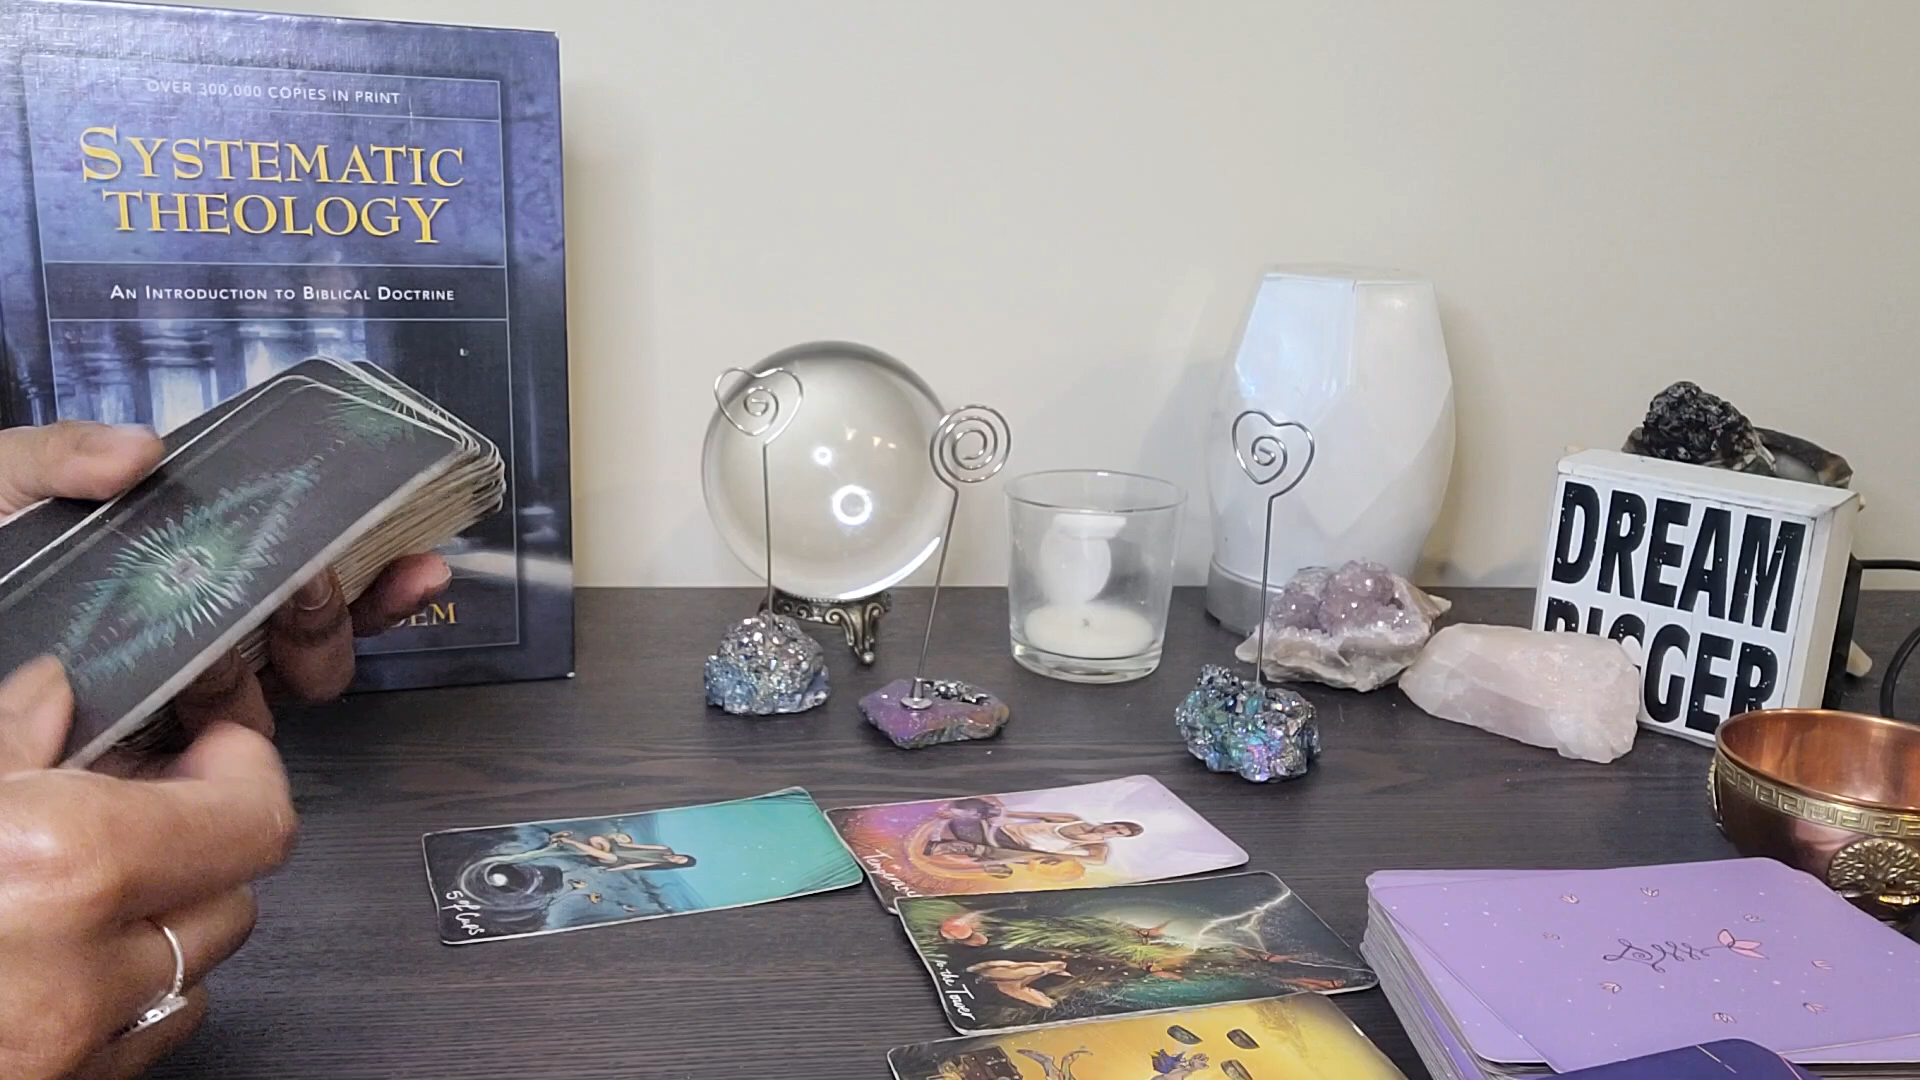 OVER 300,000 COPIES IN PRINT
SYSTEMATIC
THEOLOGY
AN INTRODUCTION TO BIBLICAL DOCTRINE
DREAM
BIGGER
5 of Cups
Temperance
the Tower